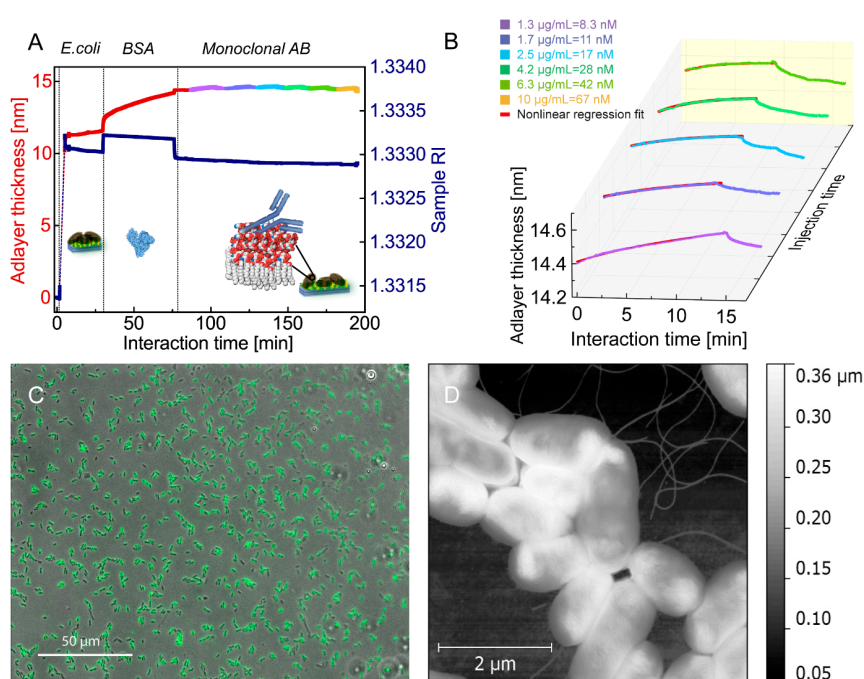 A
E.coli
BSA
Monoclonal AB
Adlayer thickness [nm]
15
10
5
0
1.3340
1.3330
1.3320
1.3315
Sample RI
0
50
100
150
200
Interaction time [min]
B
1.3 µg/mL=8.3 nM
1.7 µg/mL=11 nM
2.5 µg/mL=17 nM
4.2 µg/mL=28 nM
6.3 µg/mL=42 nM
10 µg/mL=67 nM
Nonlinear regression fit
Adlayer thickness [nm]
14.6
14.4
14.2
0
5
10
15
Interaction time [min]
Injection time
C
50 µm
D
2 µm
0.36 µm
0.30
0.25
0.20
0.15
0.10
0.05